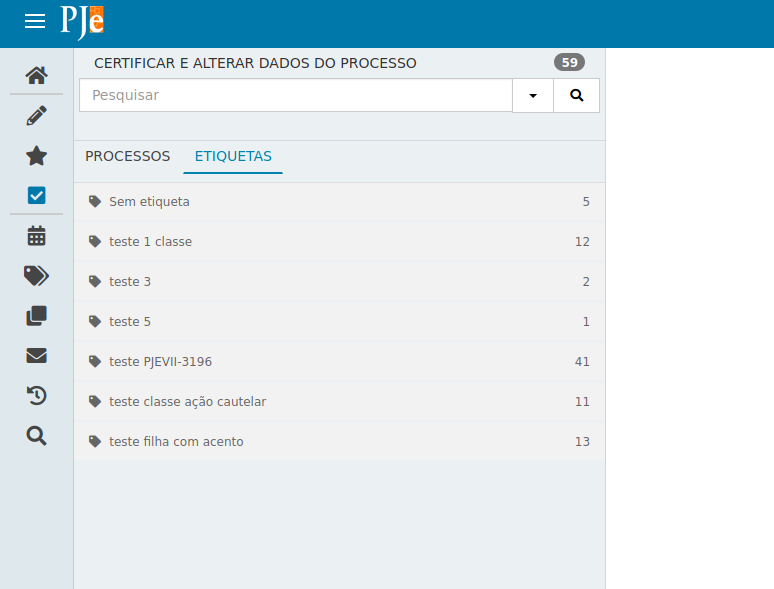 PJe
CERTIFICAR E ALTERAR DADOS DO PROCESSO 59
Pesquisar
PROCESSOS ETIQUETAS
Sem etiqueta 5
teste 1 classe 12
teste 3 2
teste 5 1
teste PJEVII-3196 41
teste classe ação cautelar 11
teste filha com acento 13